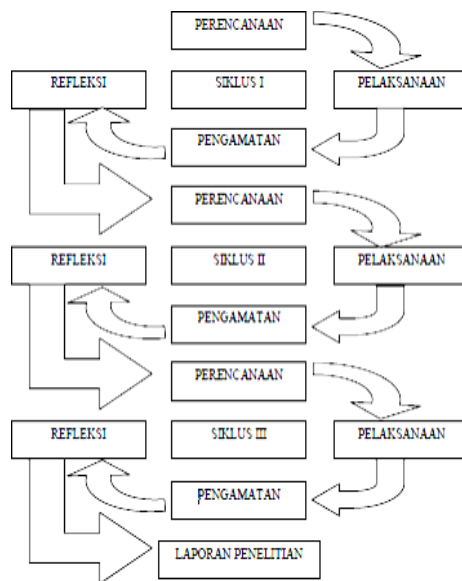 PERENCANAAN
REFLEKSI
SIKLUS I
PELAKSANAAN
PENGAMATAN
PERENCANAAN
REFLEKSI
SIKLUS II
PELAKSANAAN
PENGAMATAN
PERENCANAAN
REFLEKSI
SIKLUS III
PELAKSANAAN
PENGAMATAN
LAPORAN PENELITIAN